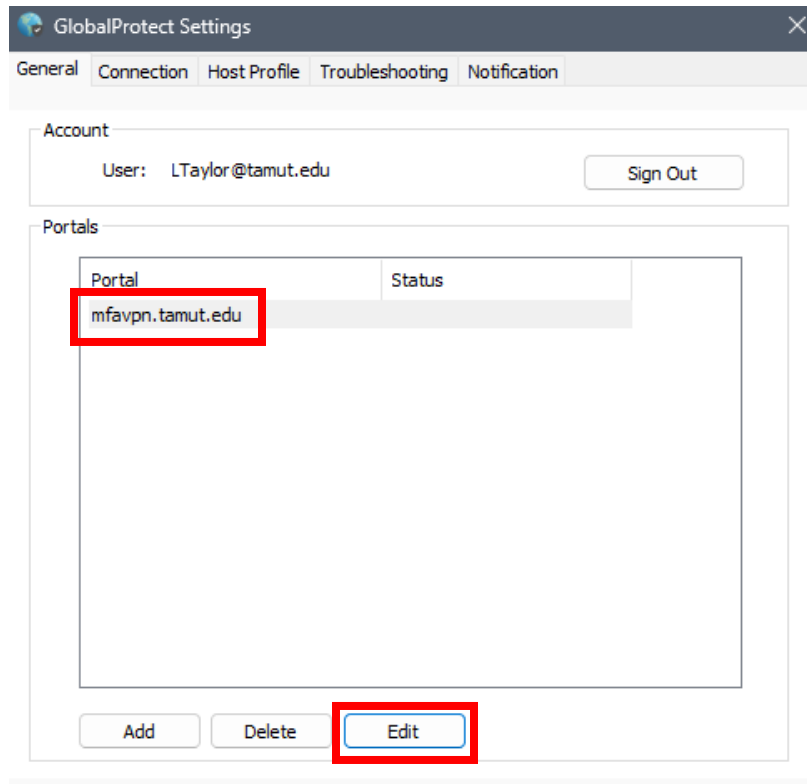 GlobalProtect Settings
General Connection Host Profile Troubleshooting Notification
Account
User: LTaylor@tamut.edu Sign Out
Portals
Portal Status
mfavpn.tamut.edu
Add Delete Edit